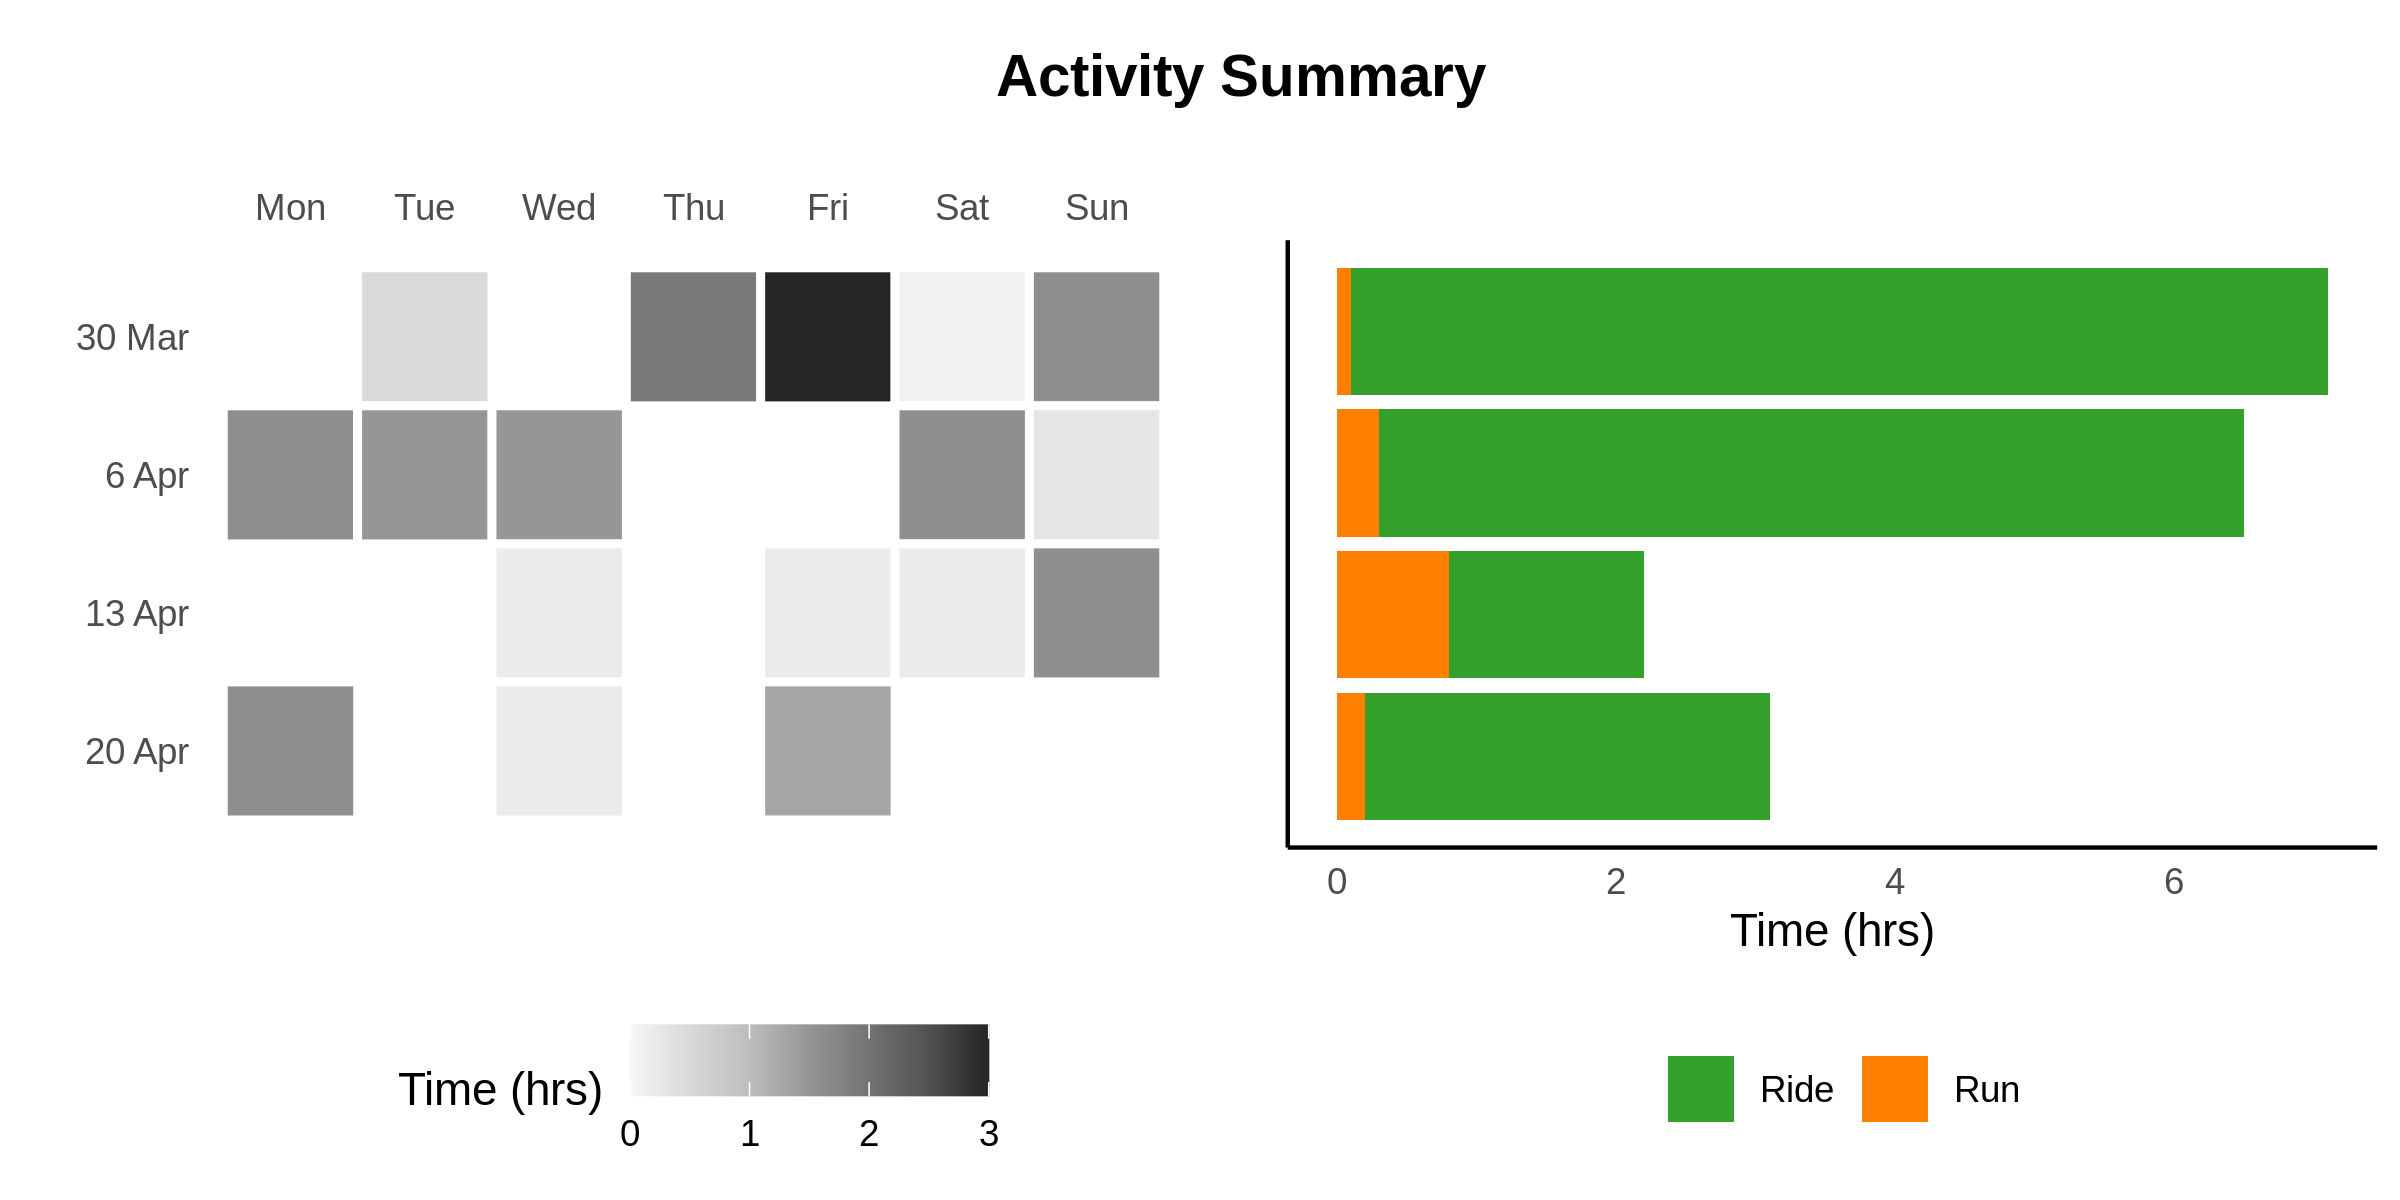 Activity Summary
Mon Tue Wed Thu Fri Sat Sun
30 Mar
6 Apr
13 Apr
20 Apr
0 2 4 6
Time (hrs)
Time (hrs)
0 1 2 3
Ride Run